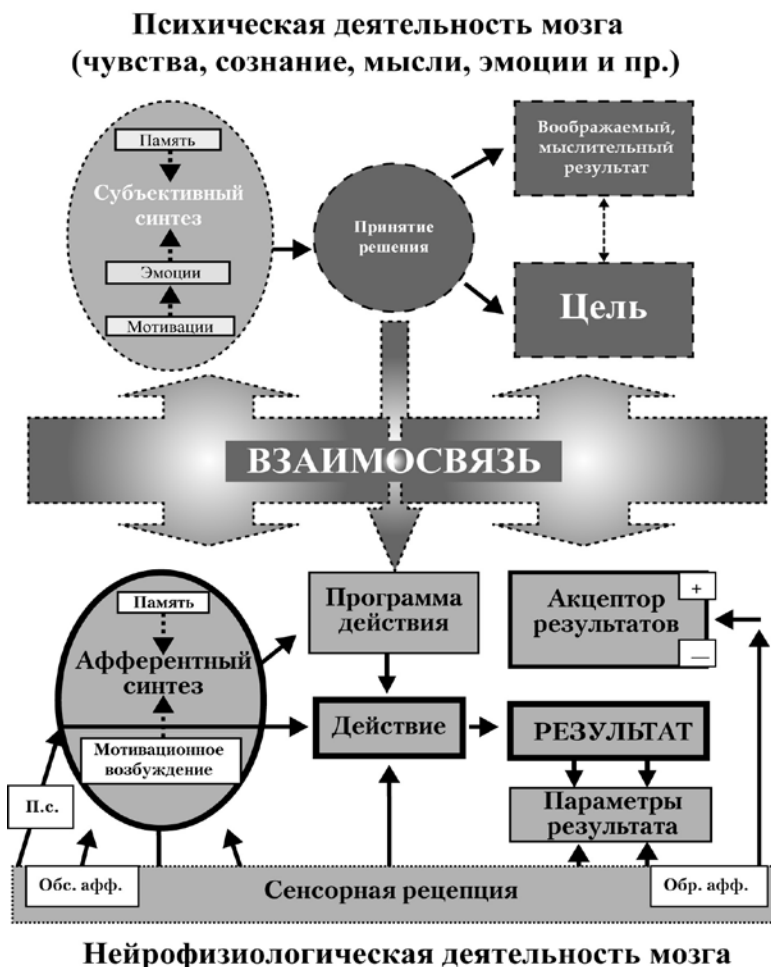 Психическая деятельность мозга
(чувства, сознание, мысли, эмоции и пр.)
Память
Субъективный
синтез
Эмоции
Мотивации
Принятие
решения
Воображаемый,
мыслительный
результат
Цель
ВЗАИМОСВЯЗЬ
Память
Афферентный
синтез
Мотивационное
возбуждение
Программа
действия
Действие
Акцептор
результатов
+
—
РЕЗУЛЬТАТ
Параметры
результата
П.с.
Обс. афф.
Сенсорная рецепция
Обр. афф.
Нейрофизиологическая деятельность мозга